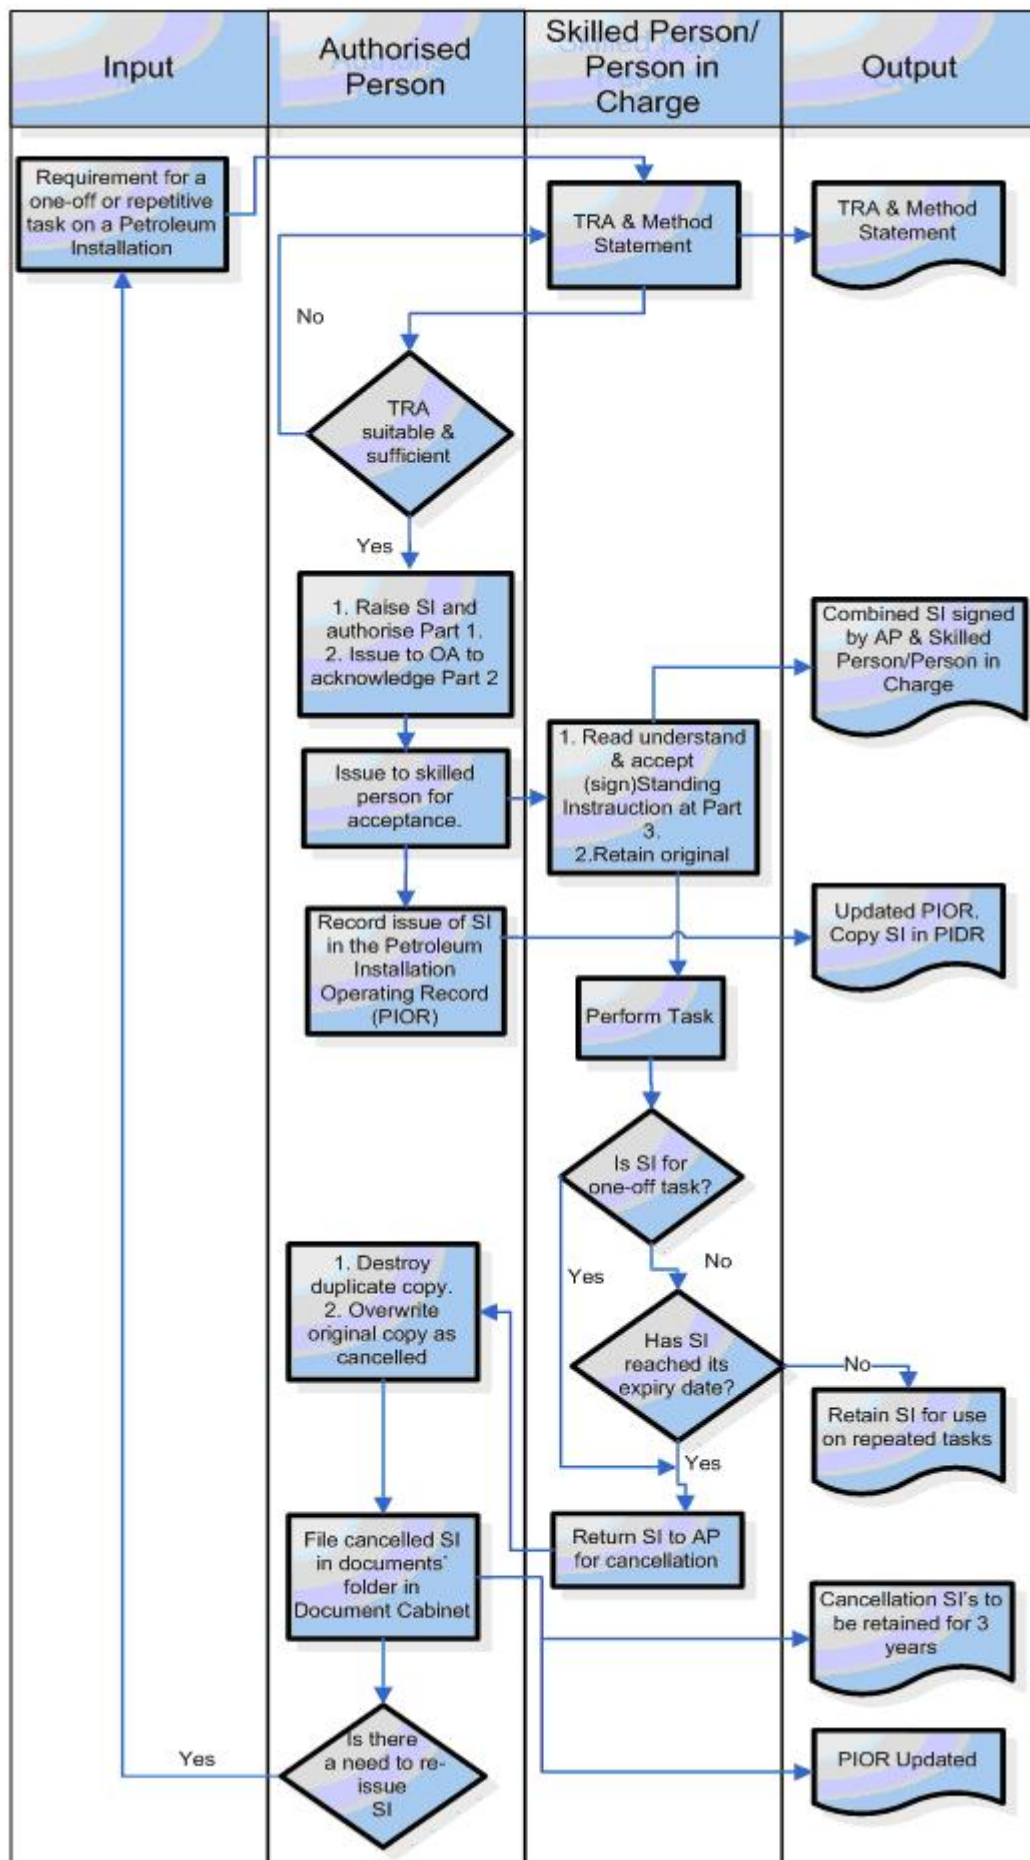 Input
Authorised
Person
Skilled Person/
Person in
Charge
Output
Requirement for a
one-off or repetitive
task on a Petroleum
Installation
TRA & Method
Statement
TRA & Method
Statement
No
TRA
suitable &
sufficient
Yes
1. Raise SI and
authorise Part 1.
2. Issue to OA to
acknowledge Part 2
Combined SI signed
by AP & Skilled
Person/Person in
Charge
Issue to skilled
person for
acceptance.
1. Read understand
& accept
(sign)Standing
Instrauction at Part
3.
2.Retain original
Record issue of SI
in the Petroleum
Installation
Operating Record
(PIOR)
Updated PIOR.
Copy SI in PIDR
Perform Task
Is SI for
one-off task?
Yes
No
1. Destroy
duplicate copy.
2. Overwrite
original copy as
cancelled
Has SI
reached its
expiry date?
No
Retain SI for use
on repeated tasks
Yes
Return SI to AP
for cancellation
File cancelled SI
in documents'
folder in
Document Cabinet
Cancellation SI's to
be retained for 3
years
Is there
a need to re-
issue
SI
Yes
PIOR Updated